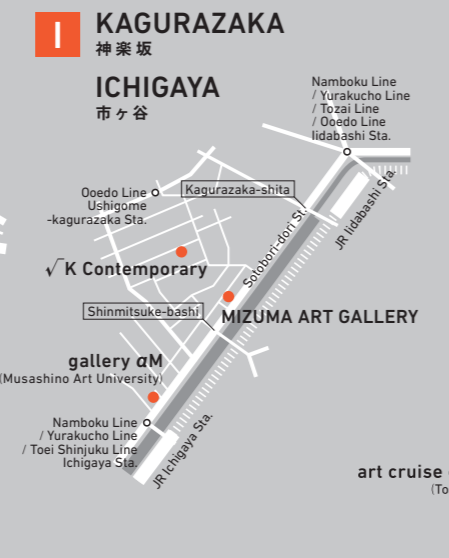 I
KAGURAZAKA
神楽坂
ICHIGAYA
市ヶ谷
Namboku Line
/ Yurakucho Line
/ Tozai Line
/ Ooedo Line
Iidabashi Sta.
Ooedo Line
Ushigome
-kagurazaka Sta.
Kagurazaka-shita
JR Iidabashi Sta.
Sotobori-dori St.
√K Contemporary
Shinmitsuke-bashi
MIZUMA ART GALLERY
gallery αM
(Musashino Art University)
Namboku Line
/ Yurakucho Line
/ Toei Shinjuku Line
Ichigaya Sta.
JR Ichigaya Sta.
art cruise
(To